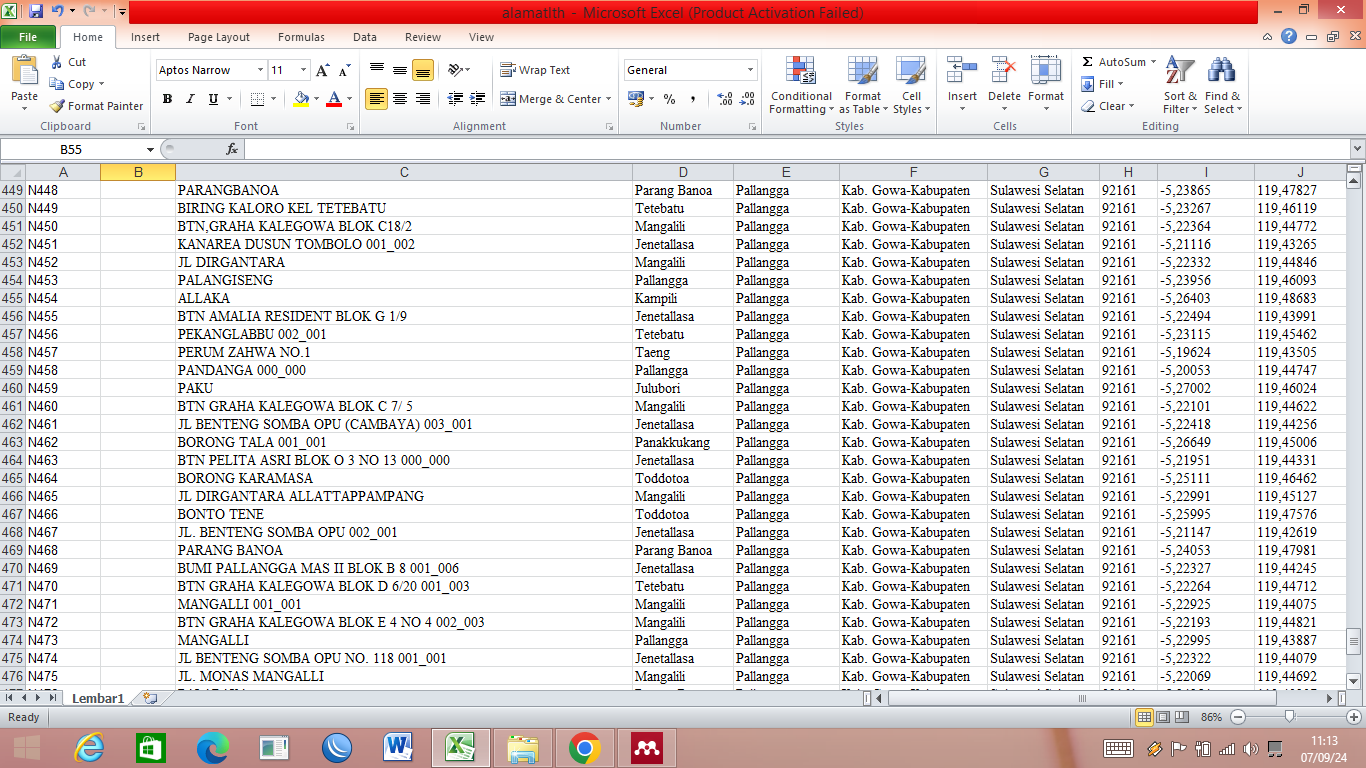 alamatlth - Microsoft Excel (Product Activation Failed)
File Home Insert Page Layout Formulas Data Review View
Paste Cut Copy Format Painter Clipboard
Aptos Narrow 11 B I U A Font
Wrap Text Merge & Center Alignment
General % , Number
Conditional Formatting Format as Table Cell Styles Styles
Insert Delete Format Cells
AutoSum Fill Clear Sort & Filter Find & Select Editing
B55 fx
A B C D E F G H I J
449 N448 PARANGBANOA Parang Banoa Pallangga Kab. Gowa-Kabupaten Sulawesi Selatan 92161 -5,23865 119,47827
450 N449 BIRING KALORO KEL TETEBATU Tetebatu Pallangga Kab. Gowa-Kabupaten Sulawesi Selatan 92161 -5,23267 119,46119
451 N450 BTN,GRAHA KALEGOWA BLOK C18/2 Mangalili Pallangga Kab. Gowa-Kabupaten Sulawesi Selatan 92161 -5,22364 119,44772
452 N451 KANAREA DUSUN TOMBOLO 001_002 Jenetallasa Pallangga Kab. Gowa-Kabupaten Sulawesi Selatan 92161 -5,21116 119,43265
453 N452 JL DIRGANTARA Mangalili Pallangga Kab. Gowa-Kabupaten Sulawesi Selatan 92161 -5,22332 119,44846
454 N453 PALANGISENG Pallangga Pallangga Kab. Gowa-Kabupaten Sulawesi Selatan 92161 -5,23956 119,46093
455 N454 ALLAKA Kampili Pallangga Kab. Gowa-Kabupaten Sulawesi Selatan 92161 -5,26403 119,48683
456 N455 BTN AMALIA RESIDENT BLOK G 1/9 Jenetallasa Pallangga Kab. Gowa-Kabupaten Sulawesi Selatan 92161 -5,22494 119,43991
457 N456 PEKANGLABBU 002_001 Tetebatu Pallangga Kab. Gowa-Kabupaten Sulawesi Selatan 92161 -5,23115 119,45462
458 N457 PERUM ZAHWA NO.1 Taeng Pallangga Kab. Gowa-Kabupaten Sulawesi Selatan 92161 -5,19624 119,43505
459 N458 PANDANGA 000_000 Pallangga Pallangga Kab. Gowa-Kabupaten Sulawesi Selatan 92161 -5,20053 119,44747
460 N459 PAKU Julubori Pallangga Kab. Gowa-Kabupaten Sulawesi Selatan 92161 -5,27002 119,46024
461 N460 BTN GRAHA KALEGOWA BLOK C 7/ 5 Mangalili Pallangga Kab. Gowa-Kabupaten Sulawesi Selatan 92161 -5,22101 119,44622
462 N461 JL BENTENG SOMBA OPU (CAMBAYA) 003_001 Jenetallasa Pallangga Kab. Gowa-Kabupaten Sulawesi Selatan 92161 -5,22418 119,44256
463 N462 BORONG TALA 001_001 Panakkukang Pallangga Kab. Gowa-Kabupaten Sulawesi Selatan 92161 -5,26649 119,45006
464 N463 BTN PELITA ASRI BLOK O 3 NO 13 000_000 Jenetallasa Pallangga Kab. Gowa-Kabupaten Sulawesi Selatan 92161 -5,21951 119,44331
465 N464 BORONG KARAMASA Toddotoa Pallangga Kab. Gowa-Kabupaten Sulawesi Selatan 92161 -5,25111 119,46462
466 N465 JL DIRGANTARA ALLATTAPPAMPANG Mangalili Pallangga Kab. Gowa-Kabupaten Sulawesi Selatan 92161 -5,22991 119,45127
467 N466 BONTO TENE Toddotoa Pallangga Kab. Gowa-Kabupaten Sulawesi Selatan 92161 -5,25995 119,47576
468 N467 JL. BENTENG SOMBA OPU 002_001 Jenetallasa Pallangga Kab. Gowa-Kabupaten Sulawesi Selatan 92161 -5,21147 119,42619
469 N468 PARANG BANOA Parang Banoa Pallangga Kab. Gowa-Kabupaten Sulawesi Selatan 92161 -5,24053 119,47981
470 N469 BUMI PALLANGGA MAS II BLOK B 8 001_006 Jenetallasa Pallangga Kab. Gowa-Kabupaten Sulawesi Selatan 92161 -5,22327 119,44245
471 N470 BTN GRAHA KALEGOWA BLOK D 6/20 001_003 Tetebatu Pallangga Kab. Gowa-Kabupaten Sulawesi Selatan 92161 -5,22264 119,44712
472 N471 MANGALLI 001_001 Mangalili Pallangga Kab. Gowa-Kabupaten Sulawesi Selatan 92161 -5,22925 119,44075
473 N472 BTN GRAHA KALEGOWA BLOK E 4 NO 4 002_003 Mangalili Pallangga Kab. Gowa-Kabupaten Sulawesi Selatan 92161 -5,22193 119,44821
474 N473 MANGALLI Pallangga Pallangga Kab. Gowa-Kabupaten Sulawesi Selatan 92161 -5,22995 119,43887
475 N474 JL BENTENG SOMBA OPU NO. 118 001_001 Jenetallasa Pallangga Kab. Gowa-Kabupaten Sulawesi Selatan 92161 -5,22322 119,44079
476 N475 JL. MONAS MANGALLI Mangalili Pallangga Kab. Gowa-Kabupaten Sulawesi Selatan 92161 -5,22069 119,44692
Lembar1
Ready 86%
11:13
07/09/24